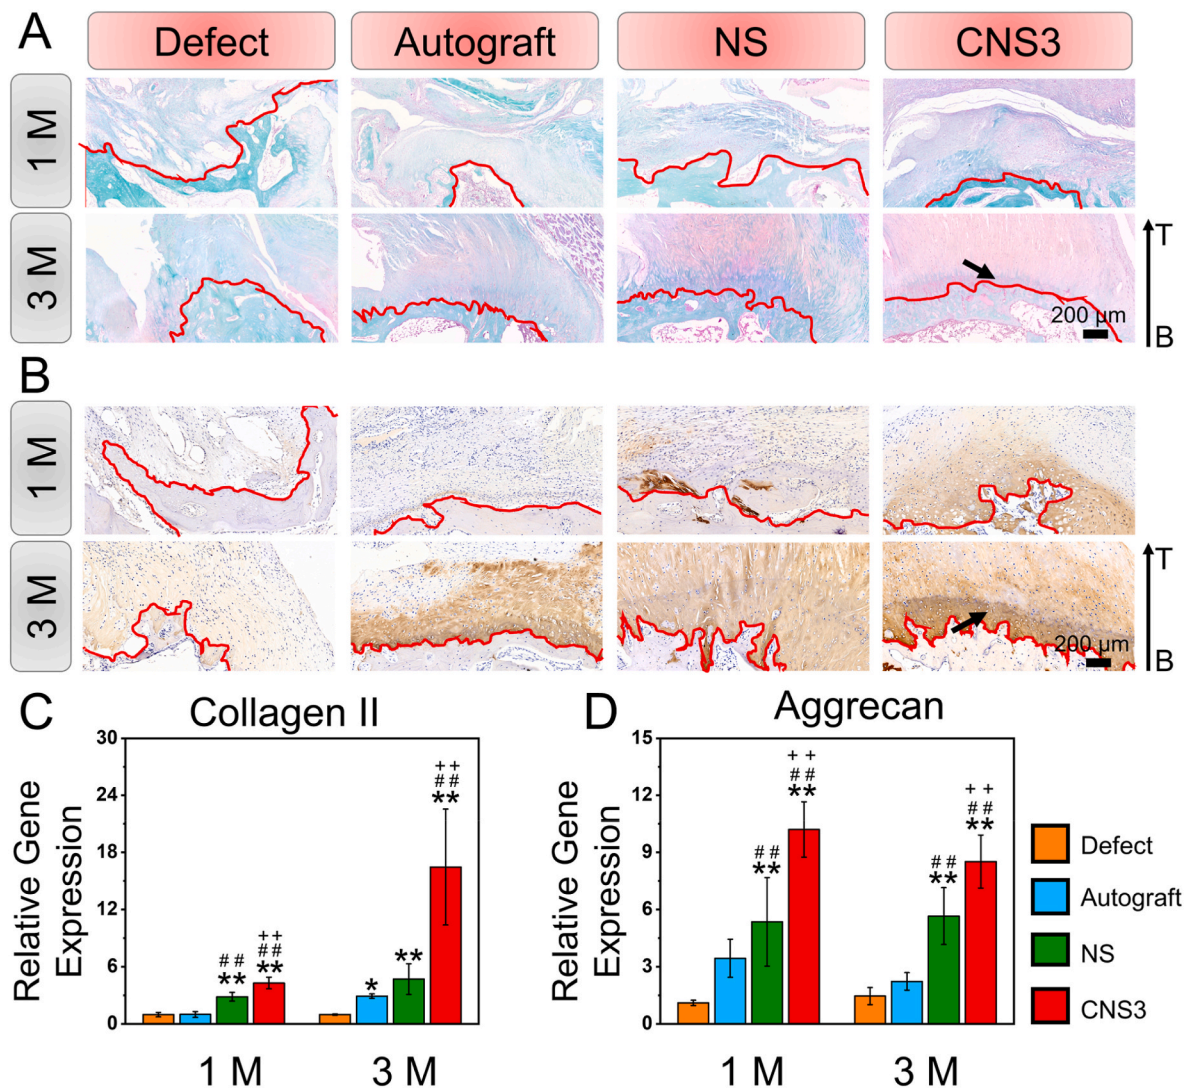 A
Defect
Autograft
NS
CNS3
1 M
3 M
T
200 μm
B
B
1 M
3 M
T
200 μm
B
C
Collagen II
D
Aggrecan
Relative Gene
Expression
30
24
18
12
6
0
## **
++ ## **
*
**
++ ## **
1 M
3 M
Relative Gene
Expression
15
12
9
6
3
0
## **
++ ## **
## **
++ ## **
1 M
3 M
Defect
Autograft
NS
CNS3